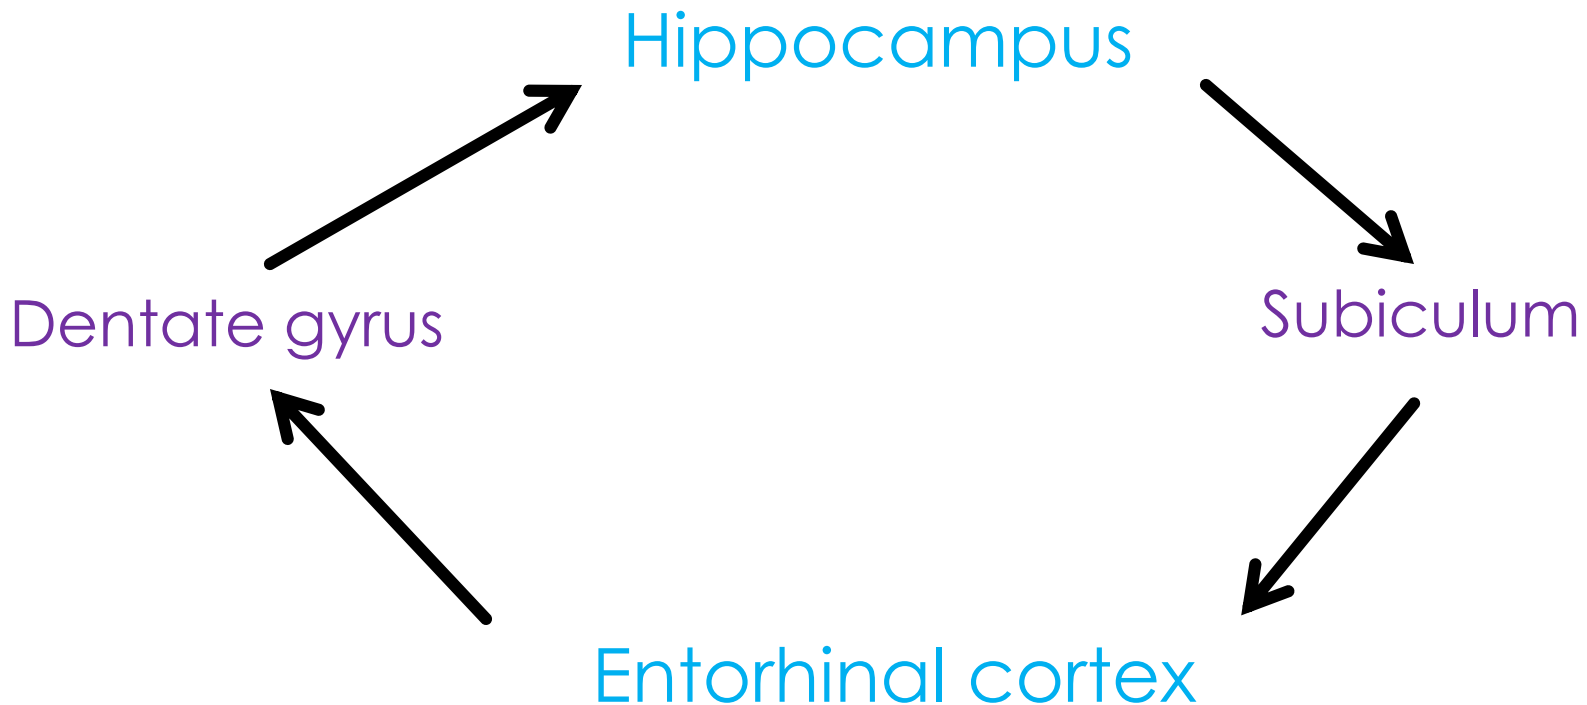 Hippocampus
Dentate gyrus
Subiculum
Entorhinal cortex